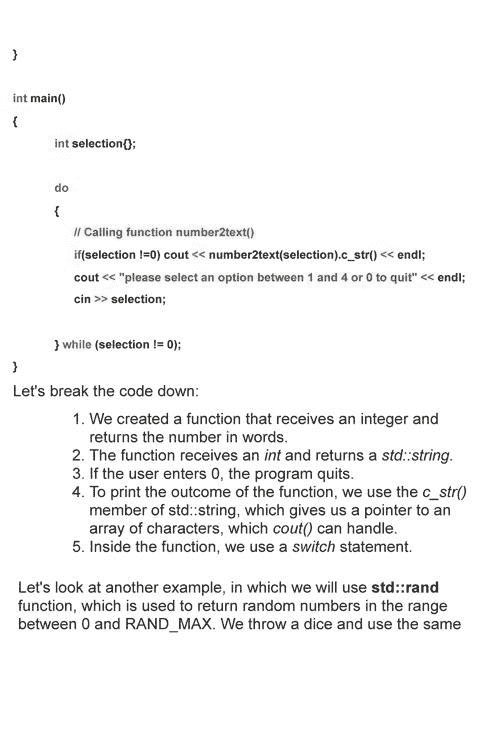 }
int main()
{
int selection{};
do
{
// Calling function number2text()
if(selection !=0) cout << number2text(selection).c_str() << endl;
cout << "please select an option between 1 and 4 or 0 to quit" << endl;
cin >> selection;
} while (selection != 0);
}
Let's break the code down:
1. We created a function that receives an integer and
returns the number in words.
2. The function receives an int and returns a std::string.
3. If the user enters 0, the program quits.
4. To print the outcome of the function, we use the c_str()
member of std::string, which gives us a pointer to an
array of characters, which cout() can handle.
5. Inside the function, we use a switch statement.
Let's look at another example, in which we will use std::rand
function, which is used to return random numbers in the range
between 0 and RAND_MAX. We throw a dice and use the same